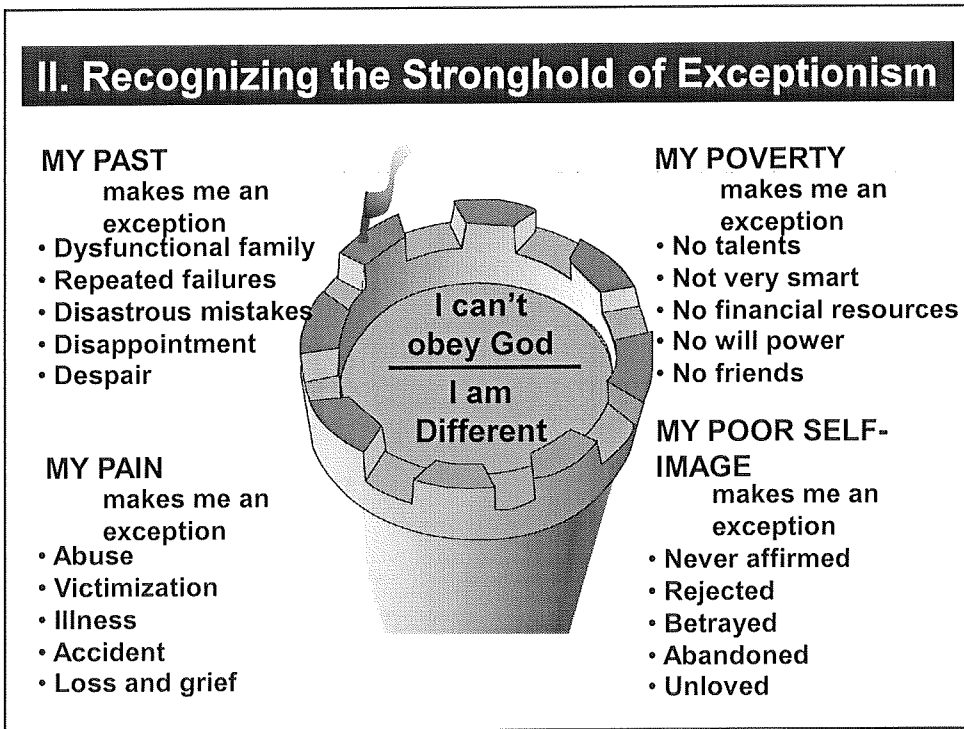 II. Recognizing the Stronghold of Exceptionism
MY PAST
makes me an
exception
• Dysfunctional family
• Repeated failures
• Disastrous mistakes
• Disappointment
• Despair
MY POVERTY
makes me an
exception
• No talents
• Not very smart
• No financial resources
• No will power
• No friends
I can't
obey God
I am
Different
MY PAIN
makes me an
exception
• Abuse
• Victimization
• Illness
• Accident
• Loss and grief
MY POOR SELF-
IMAGE
makes me an
exception
• Never affirmed
• Rejected
• Betrayed
• Abandoned
• Unloved